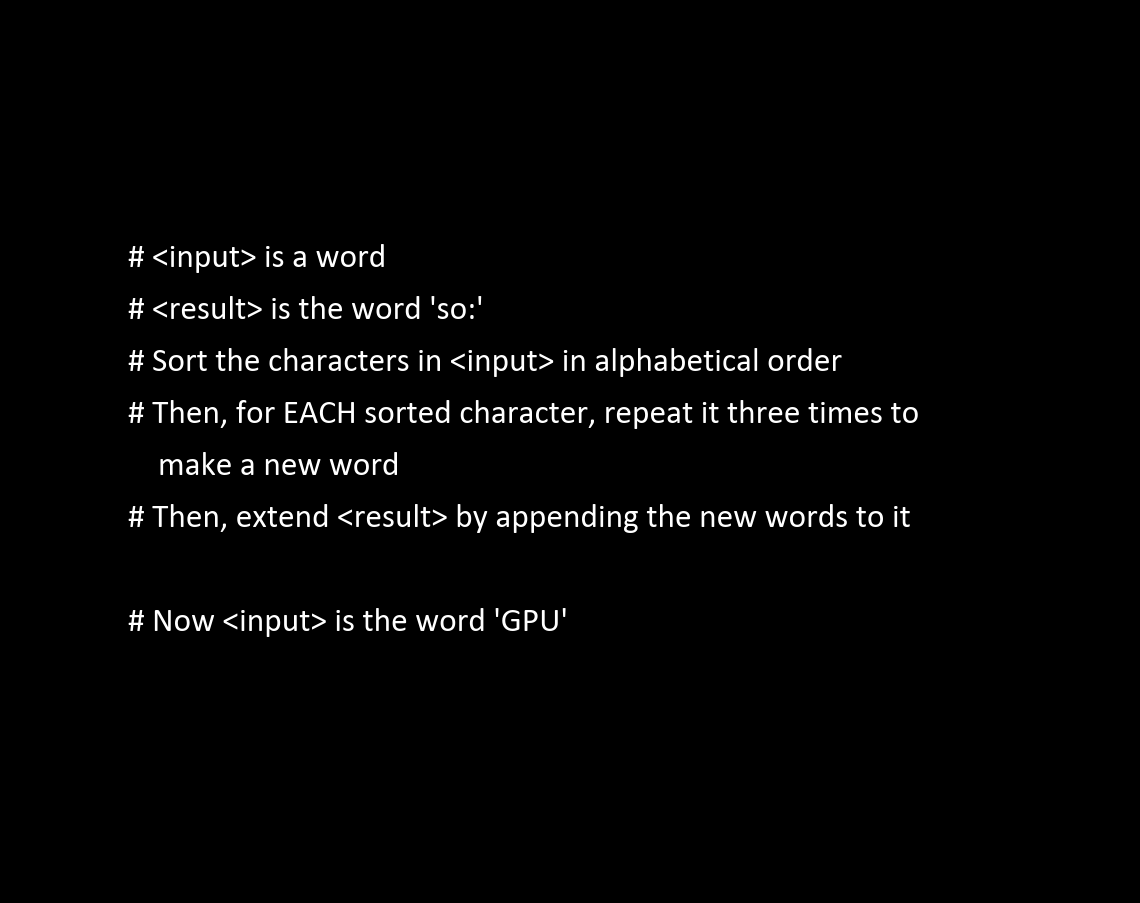 # <input> is a word
# <result> is the word 'so:'
# Sort the characters in <input> in alphabetical order
# Then, for EACH sorted character, repeat it three times to
make a new word
# Then, extend <result> by appending the new words to it
# Now <input> is the word 'GPU'